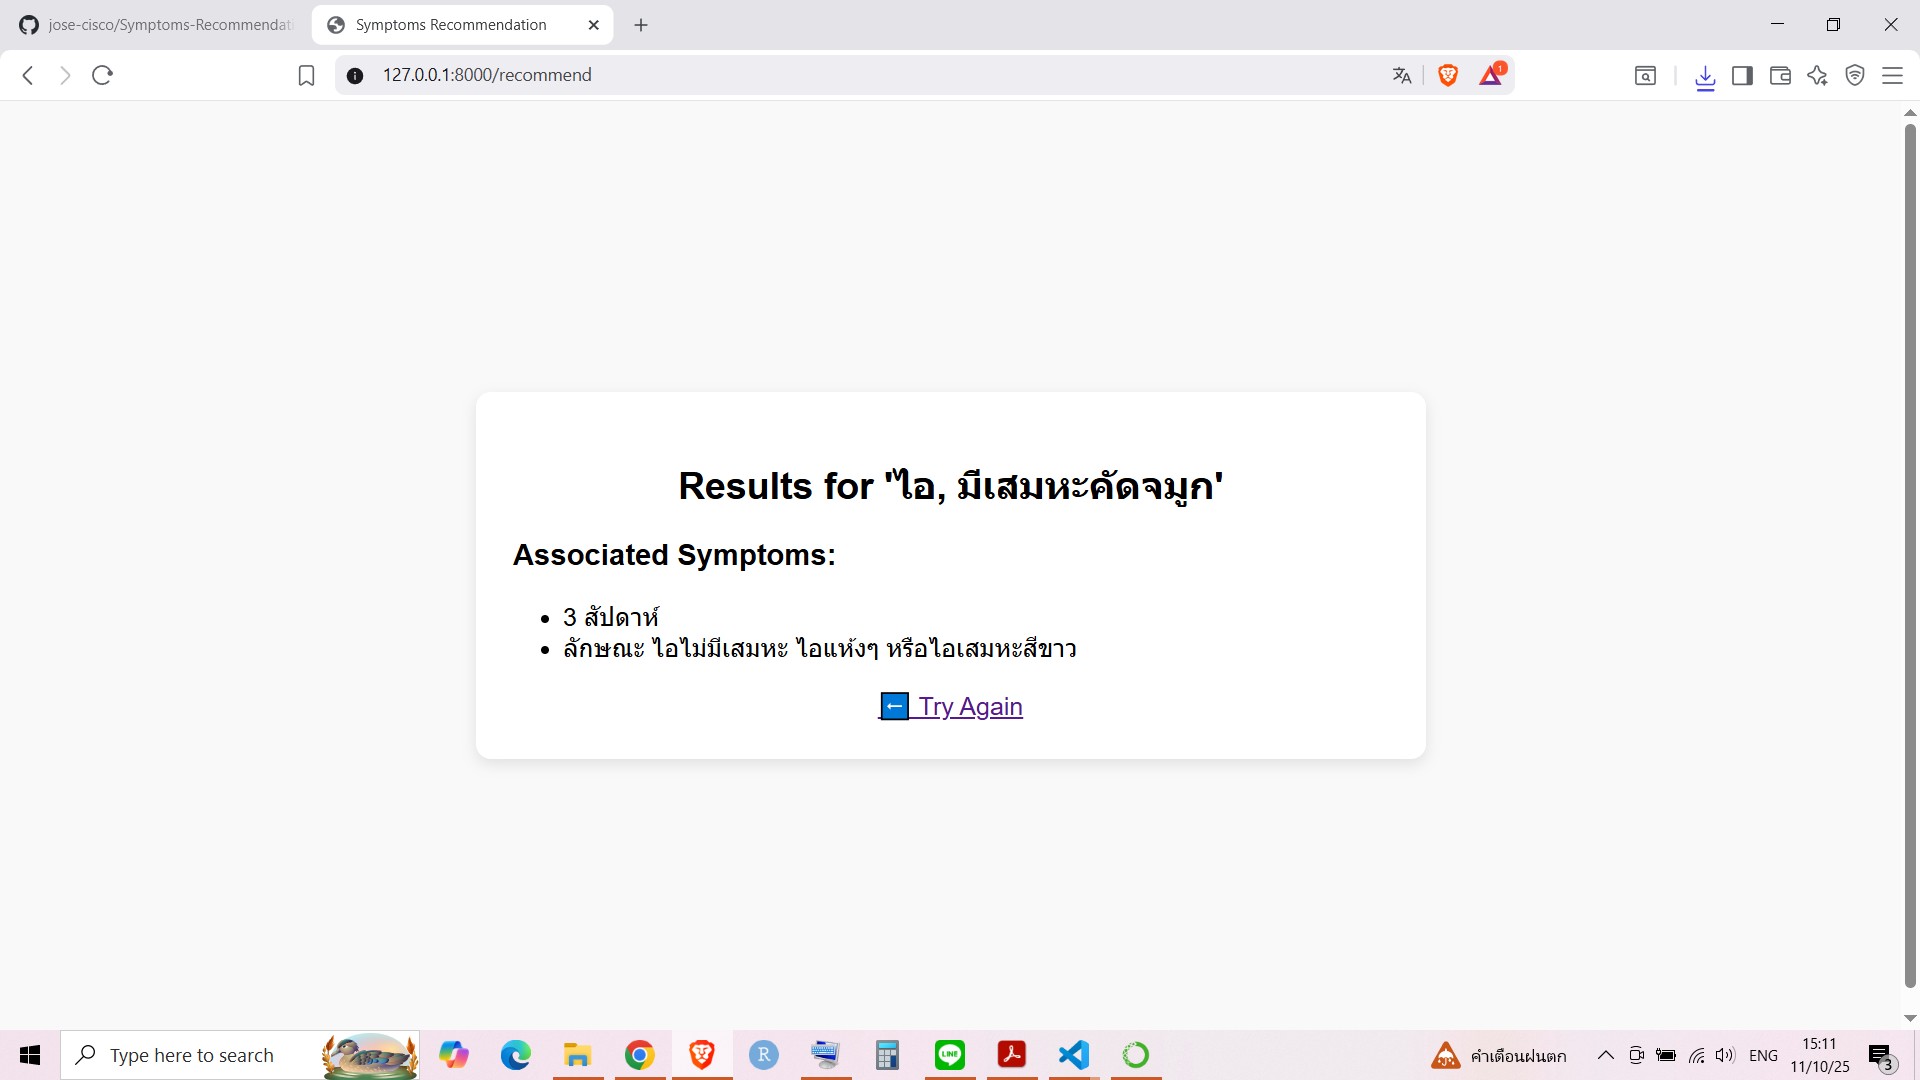 jose-cisco/Symptoms-Recommendat
Symptoms Recommendation
127.0.0.1:8000/recommend
1
Results for 'ไอ, มีเสมหะคัดจมูก'
Associated Symptoms:
• 3 สัปดาห์
• ลักษณะ ไอไม่มีเสมหะ ไอแห้งๆ หรือไอเสมหะสีขาว
← Try Again
Type here to search
R
LINE
คำเตือนฝนตก
ENG
15:11
11/10/25
3